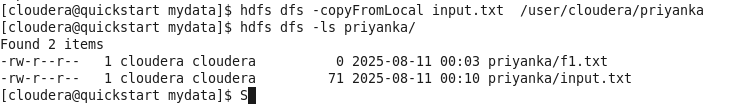 [cloudera@quickstart mydata]$ hdfs dfs -copyFromLocal input.txt  /user/cloudera/priyanka
[cloudera@quickstart mydata]$ hdfs dfs -ls priyanka/
Found 2 items
-rw-r--r--   1 cloudera cloudera          0 2025-08-11 00:03 priyanka/f1.txt
-rw-r--r--   1 cloudera cloudera         71 2025-08-11 00:10 priyanka/input.txt
[cloudera@quickstart mydata]$ S